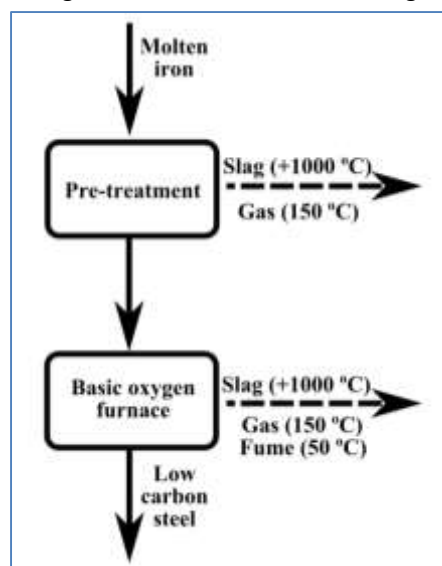 Molten
iron
Pre-treatment
Slag (+1000 ºC)
Gas (150 ºC)
Basic oxygen
furnace
Slag (+1000 ºC)
Gas (150 ºC)
Fume (50 ºC)
Low
carbon
steel